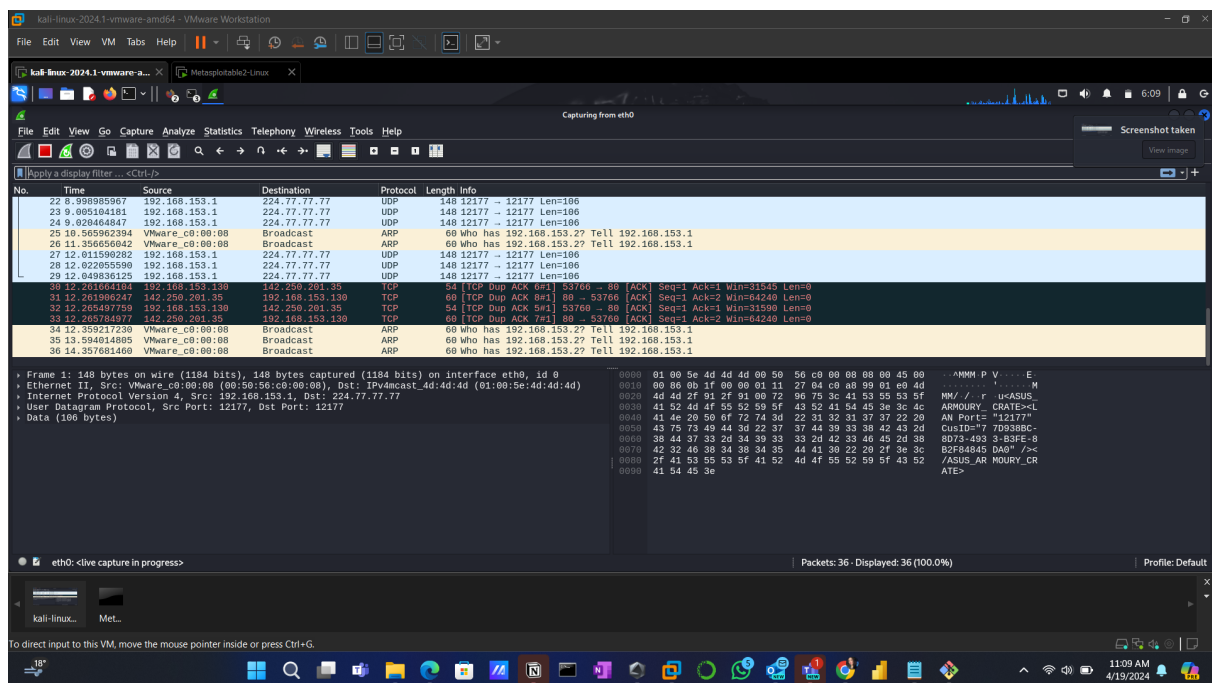 kali-linux-2024.1-vmware-amd64 - VMware Workstation
File Edit View VM Tabs Help
kali-linux-2024.1-vmware-a... Metasploitable2-Linux
6:09
Capturing from eth0
File Edit View Go Capture Analyze Statistics Telephony Wireless Tools Help
Screenshot taken
View image
Apply a display filter ... <Ctrl-/>
No. Time Source Destination Protocol Length Info
22 8.998985967 192.168.153.1 224.77.77.77 UDP 148 12177 → 12177 Len=106
23 9.005104181 192.168.153.1 224.77.77.77 UDP 148 12177 → 12177 Len=106
24 9.020464847 192.168.153.1 224.77.77.77 UDP 148 12177 → 12177 Len=106
25 10.565962394 VMware_c0:00:08 Broadcast ARP 60 Who has 192.168.153.2? Tell 192.168.153.1
26 11.356656042 VMware_c0:00:08 Broadcast ARP 60 Who has 192.168.153.2? Tell 192.168.153.1
27 12.011590282 192.168.153.1 224.77.77.77 UDP 148 12177 → 12177 Len=106
28 12.022055590 192.168.153.1 224.77.77.77 UDP 148 12177 → 12177 Len=106
29 12.049836125 192.168.153.1 224.77.77.77 UDP 148 12177 → 12177 Len=106
30 12.261664104 192.168.153.130 142.250.201.35 TCP 54 [TCP Dup ACK 6#1] 53766 → 80 [ACK] Seq=1 Ack=1 Win=31545 Len=0
31 12.261906247 142.250.201.35 192.168.153.130 TCP 60 [TCP Dup ACK 8#1] 80 → 53766 [ACK] Seq=1 Ack=2 Win=64240 Len=0
32 12.265497759 192.168.153.130 142.250.201.35 TCP 54 [TCP Dup ACK 5#1] 53760 → 80 [ACK] Seq=1 Ack=1 Win=31590 Len=0
33 12.265784977 142.250.201.35 192.168.153.130 TCP 60 [TCP Dup ACK 7#1] 80 → 53760 [ACK] Seq=1 Ack=2 Win=64240 Len=0
34 12.359217230 VMware_c0:00:08 Broadcast ARP 60 Who has 192.168.153.2? Tell 192.168.153.1
35 13.594014805 VMware_c0:00:08 Broadcast ARP 60 Who has 192.168.153.2? Tell 192.168.153.1
36 14.357681460 VMware_c0:00:08 Broadcast ARP 60 Who has 192.168.153.2? Tell 192.168.153.1
Frame 1: 148 bytes on wire (1184 bits), 148 bytes captured (1184 bits) on interface eth0, id 0
Ethernet II, Src: VMware_c0:00:08 (00:50:56:c0:00:08), Dst: IPv4mcast_4d:4d:4d (01:00:5e:4d:4d:4d)
Internet Protocol Version 4, Src: 192.168.153.1, Dst: 224.77.77.77
User Datagram Protocol, Src Port: 12177, Dst Port: 12177
Data (106 bytes)
0000 01 00 5e 4d 4d 4d 00 50 56 c0 00 08 08 00 45 00 ··^MMM·P V·····E·
0010 00 86 0b 1f 00 00 01 11 27 04 c0 a8 99 01 e0 4d ········ '······M
0020 4d 4d 2f 91 2f 91 00 72 96 75 3c 41 53 55 53 5f MM/·/··r ·u<ASUS_
0030 41 52 4d 4f 55 52 59 5f 43 52 41 54 45 3e 3c 4c ARMOURY_ CRATE><L
0040 41 4e 20 50 6f 72 74 3d 22 31 32 31 37 37 22 20 AN Port= "12177"
0050 43 75 73 49 44 3d 22 37 37 44 39 33 38 42 43 2d CusID="7 7D938BC-
0060 38 44 37 33 2d 34 39 33 33 2d 42 33 46 45 2d 38 8D73-493 3-B3FE-8
0070 42 32 46 38 34 38 34 35 44 41 30 22 20 2f 3e 3c B2F84845 DA0" /><
0080 2f 41 53 55 53 5f 41 52 4d 4f 55 52 59 5f 43 52 /ASUS_AR MOURY_CR
0090 41 54 45 3e ATE>
eth0: <live capture in progress> Packets: 36 · Displayed: 36 (100.0%) Profile: Default
kali-linux... Met...
To direct input to this VM, move the mouse pointer inside or press Ctrl+G.
18°
11:09 AM
4/19/2024